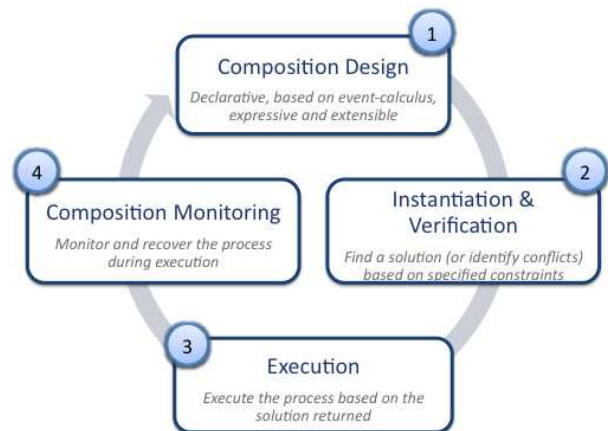 1
Composition Design
Declarative, based on event-calculus,
expressive and extensible
2
Instantiation &
Verification
Find a solution (or identify conflicts)
based on specified constraints
3
Execution
Execute the process based on the
solution returned
4
Composition Monitoring
Monitor and recover the process
during execution